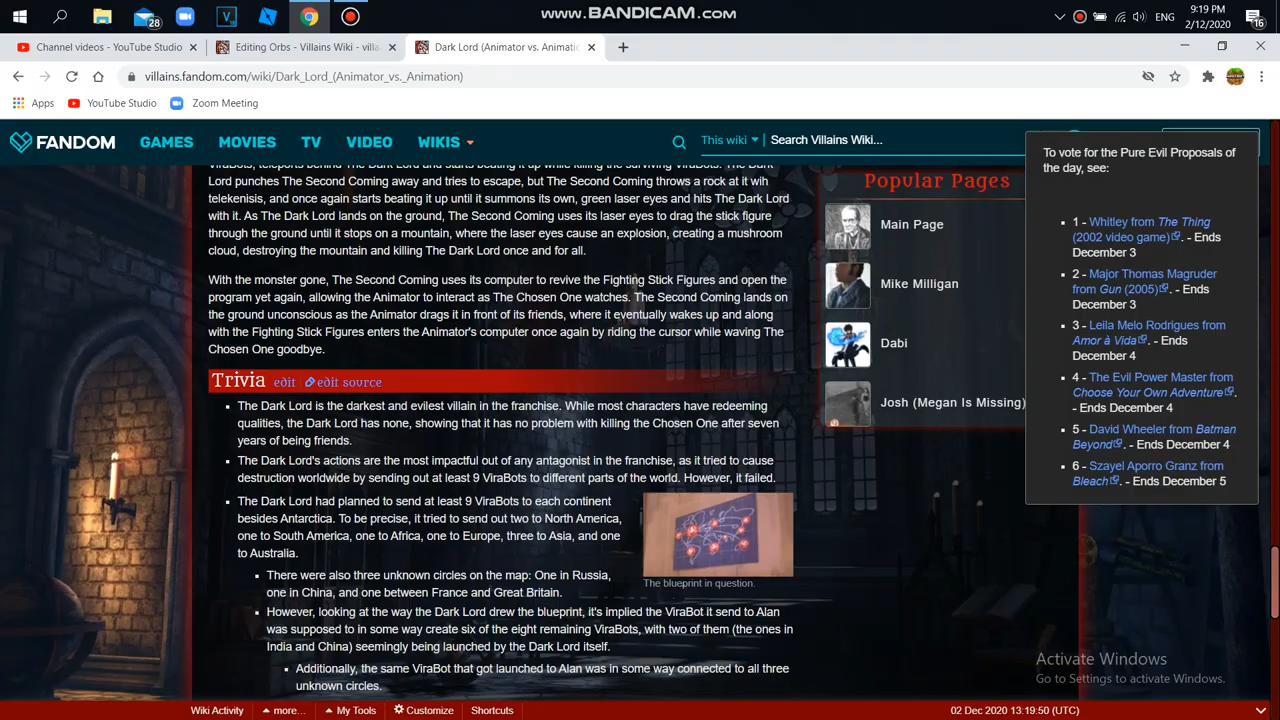 www.BANDICAM.com
28
ENG
9:19 PM
2/12/2020
16
Channel videos - YouTube Studio
Editing Orbs - Villains Wiki - villa
Dark Lord (Animator vs. Animatio
villains.fandom.com/wiki/Dark_Lord_(Animator_vs._Animation)
Apps
YouTube Studio
Zoom Meeting
FANDOM
GAMES
MOVIES
TV
VIDEO
WIKIS
This wiki
Search Villains Wiki...
ViraBots, teleports behind The Dark Lord and starts beating it up while killing the surviving ViraBots. The Dark
Lord punches The Second Coming away and tries to escape, but The Second Coming throws a rock at it wih
telekenisis, and once again starts beating it up until it summons its own, green laser eyes and hits The Dark Lord
with it. As The Dark Lord lands on the ground, The Second Coming uses its laser eyes to drag the stick figure
through the ground until it stops on a mountain, where the laser eyes cause an explosion, creating a mushroom
cloud, destroying the mountain and killing The Dark Lord once and for all.
With the monster gone, The Second Coming uses its computer to revive the Fighting Stick Figures and open the
program yet again, allowing the Animator to interact as The Chosen One watches. The Second Coming lands on
the ground unconscious as the Animator drags it in front of its friends, where it eventually wakes up and along
with the Fighting Stick Figures enters the Animator's computer once again by riding the cursor while waving The
Chosen One goodbye.
Trivia edit edit source
The Dark Lord is the darkest and evilest villain in the franchise. While most characters have redeeming
qualities, the Dark Lord has none, showing that it has no problem with killing the Chosen One after seven
years of being friends.
The Dark Lord's actions are the most impactful out of any antagonist in the franchise, as it tried to cause
destruction worldwide by sending out at least 9 ViraBots to different parts of the world. However, it failed.
The Dark Lord had planned to send at least 9 ViraBots to each continent
besides Antarctica. To be precise, it tried to send out two to North America,
one to South America, one to Africa, one to Europe, three to Asia, and one
to Australia.
The blueprint in question.
There were also three unknown circles on the map: One in Russia,
one in China, and one between France and Great Britain.
However, looking at the way the Dark Lord drew the blueprint, it's implied the ViraBot it send to Alan
was supposed to in some way create six of the eight remaining ViraBots, with two of them (the ones in
India and China) seemingly being launched by the Dark Lord itself.
Additionally, the same ViraBot that got launched to Alan was in some way connected to all three
unknown circles.
Popular Pages
Main Page
Mike Milligan
Dabi
Josh (Megan Is Missing)
To vote for the Pure Evil Proposals of
the day, see:
1 - Whitley from The Thing
(2002 video game). - Ends
December 3
2 - Major Thomas Magruder
from Gun (2005). - Ends
December 3
3 - Leila Melo Rodrigues from
Amor à Vida. - Ends
December 4
4 - The Evil Power Master from
Choose Your Own Adventure.
- Ends December 4
5 - David Wheeler from Batman
Beyond. - Ends December 4
6 - Szayel Aporro Granz from
Bleach. - Ends December 5
Activate Windows
Go to Settings to activate Windows.
Wiki Activity
more...
My Tools
Customize
Shortcuts
02 Dec 2020 13:19:50 (UTC)